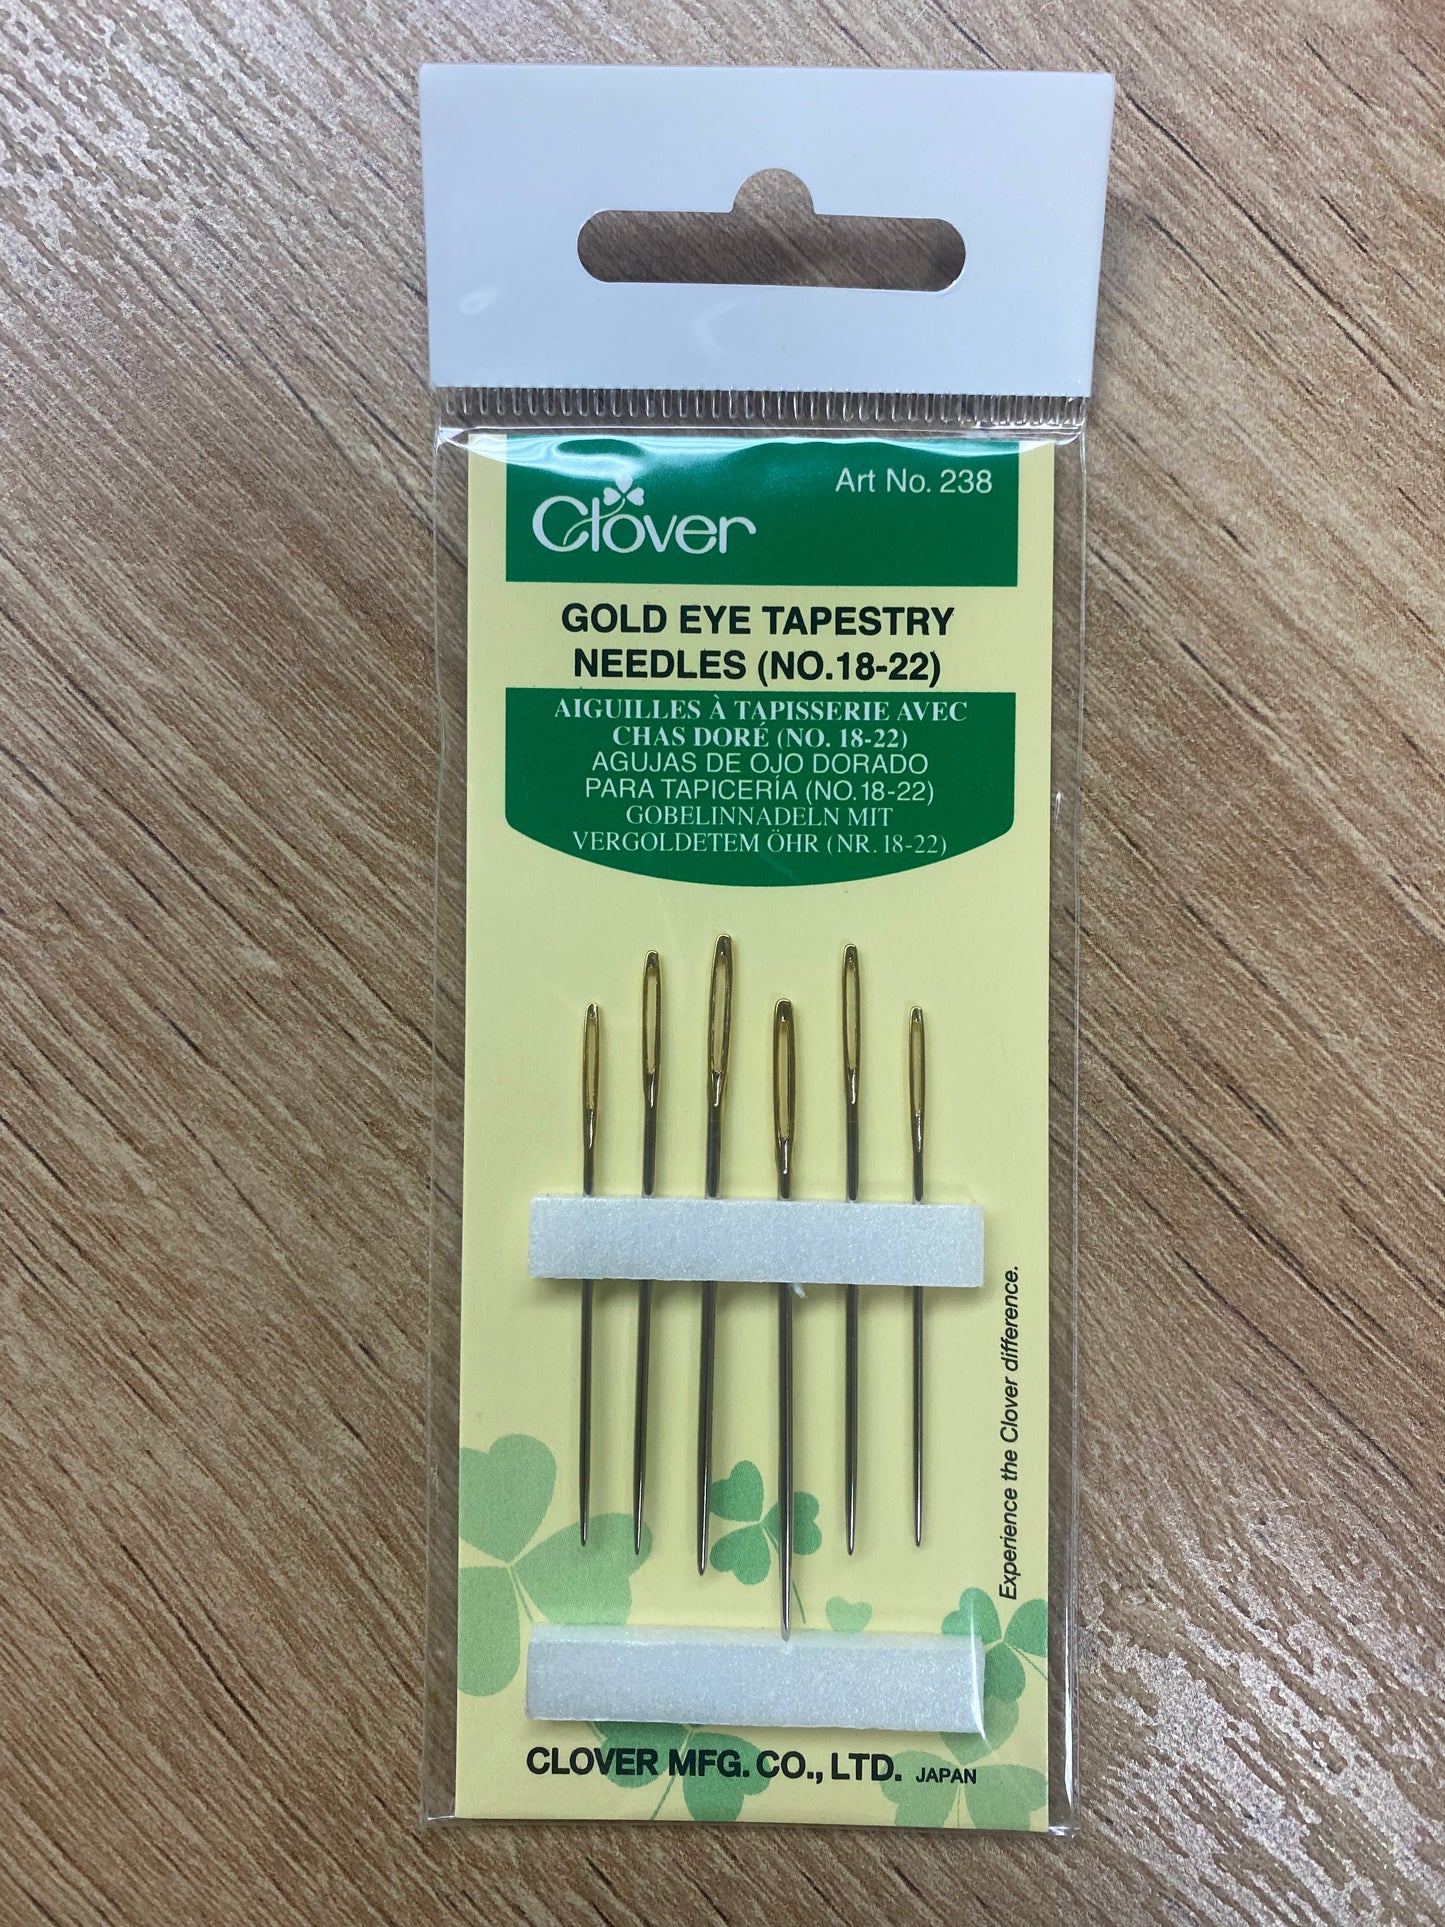 Clover
Art No. 238
GOLD EYE TAPESTRY
NEEDLES (NO.18-22)
AIGUILLES À TAPISSERIE AVEC
CHAS DORÉ (NO. 18-22)
AGUJAS DE OJO DORADO
PARA TAPICERÍA (NO.18-22)
GOBELINNADELN MIT
VERGOLDETEM ÖHR (NR. 18-22)
Experience the Clover difference.
CLOVER MFG. CO., LTD. JAPAN